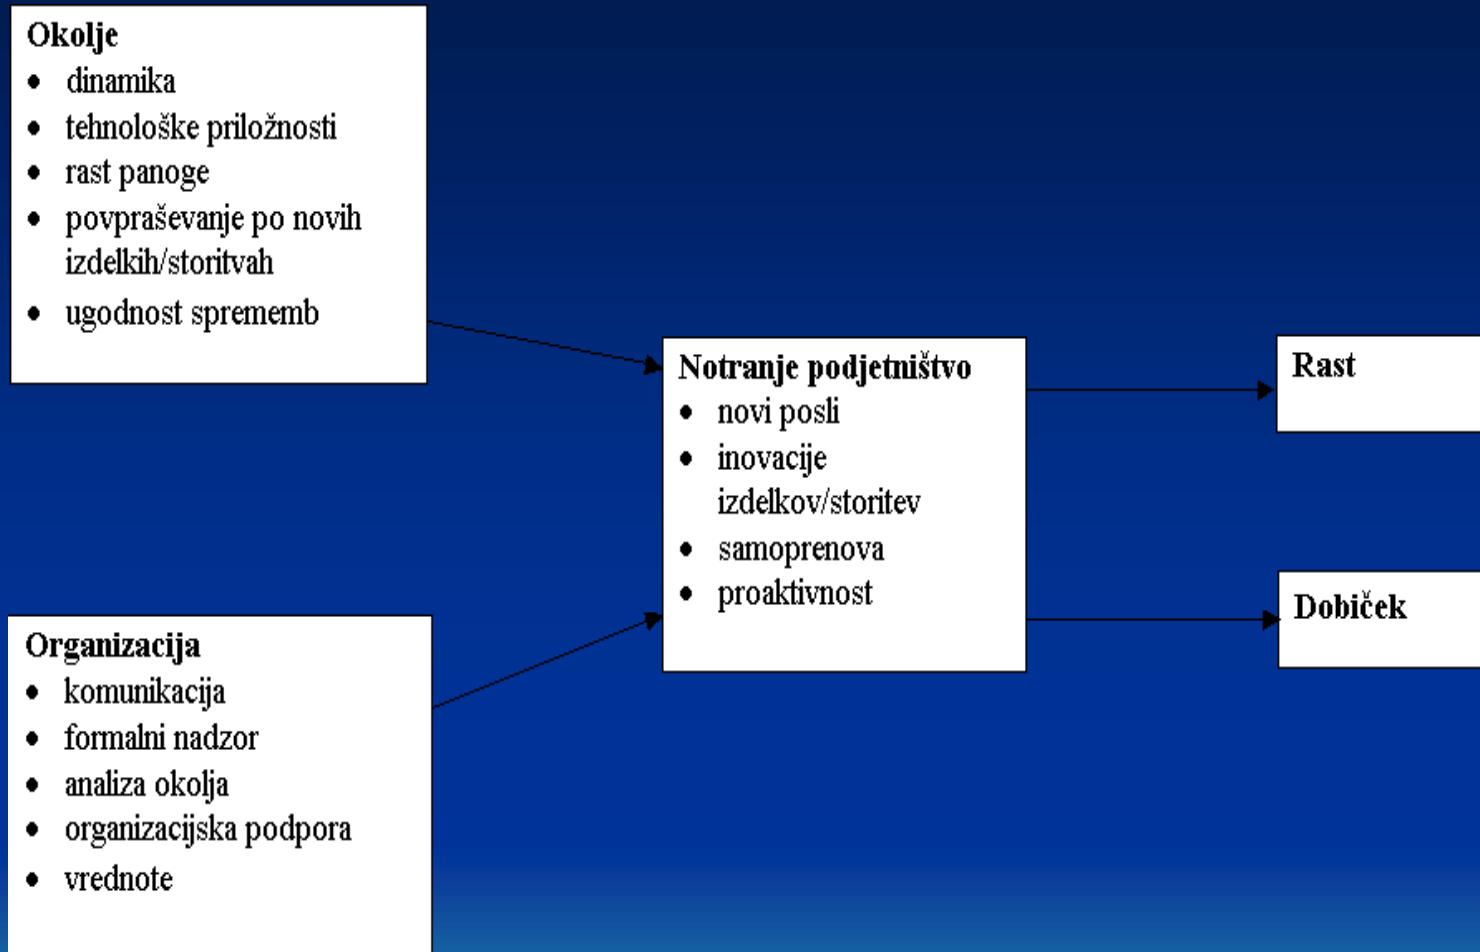 Okolje
• dinamika
• tehnološke priložnosti
• rast panoge
• povpraševanje po novih
izdelkih/storitvah
• ugodnost sprememb
Notranje podjetništvo
• novi posli
• inovacije
izdelkov/storitev
• samoprenova
• proaktivnost
Rast
Dobiček
Organizacija
• komunikacija
• formalni nadzor
• analiza okolja
• organizacijska podpora
• vrednote